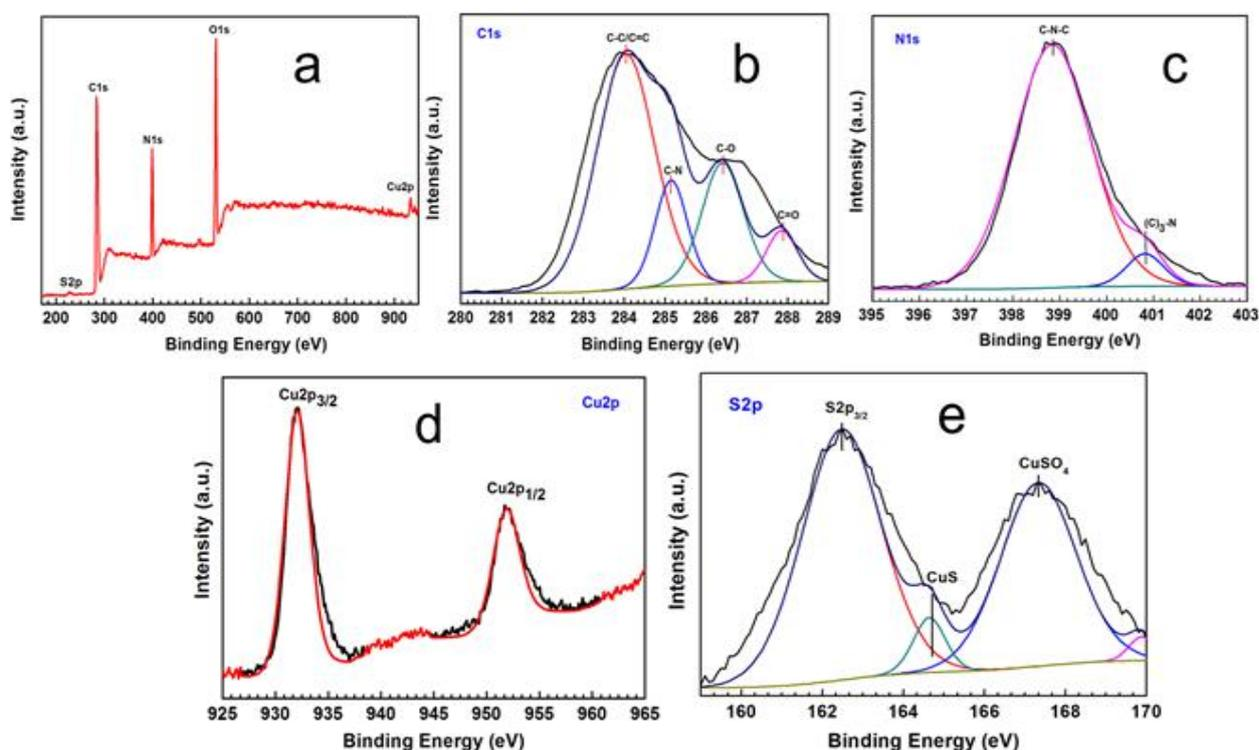 a
O1s
C1s
N1s
Cu2p
S2p
Intensity (a.u.)
200 300 400 500 600 700 800 900
Binding Energy (eV)
C1s
b
C-C/C=C
C-N
C-O
C=O
Intensity (a.u.)
280 281 282 283 284 285 286 287 288 289
Binding Energy (eV)
N1s
c
C-N-C
(C)3-N
Intensity (a.u.)
395 396 397 398 399 400 401 402 403
Binding Energy (eV)
Cu2p3/2
d
Cu2p
Cu2p1/2
Intensity (a.u.)
925 930 935 940 945 950 955 960 965
Binding Energy (eV)
S2p
S2p3/2
e
CuSO4
CuS
Intensity (a.u.)
160 162 164 166 168 170
Binding Energy (eV)